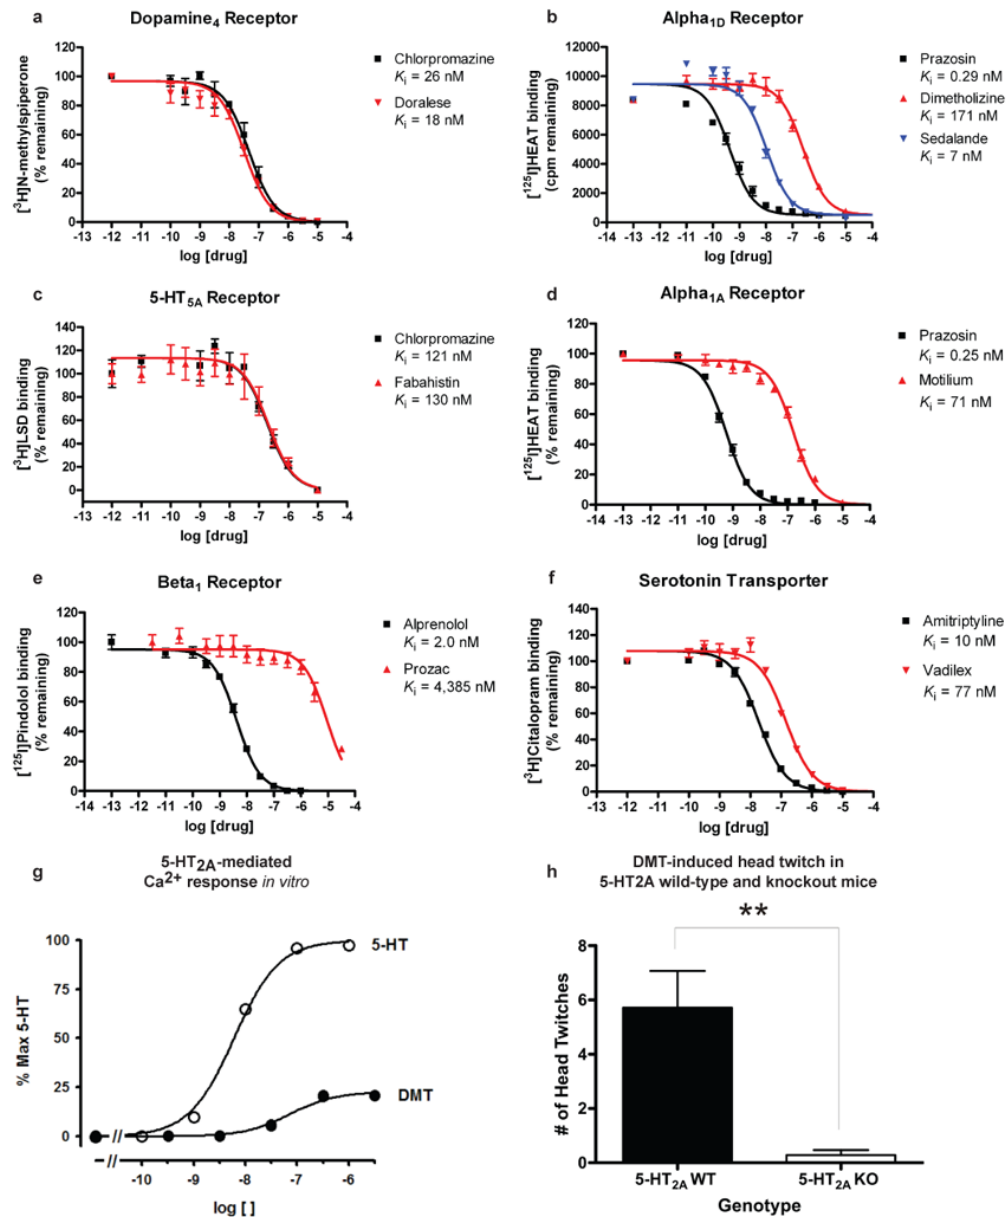 a
Dopamine4 Receptor
[³H]N-methylspiperone
(% remaining)
120
100
80
60
40
20
0
-13 -12 -11 -10 -9 -8 -7 -6 -5 -4
log [drug]
Chlorpromazine
Ki = 26 nM
Doralese
Ki = 18 nM
b
Alpha1D Receptor
[¹²⁵I]HEAT binding
(cpm remaining)
12000
10000
8000
6000
4000
2000
0
-14 -13 -12 -11 -10 -9 -8 -7 -6 -5 -4
log [drug]
Prazosin
Ki = 0.29 nM
Dimetholizine
Ki = 171 nM
Sedalande
Ki = 7 nM
c
5-HT5A Receptor
[³H]LSD binding
(% remaining)
140
120
100
80
60
40
20
0
-13 -12 -11 -10 -9 -8 -7 -6 -5 -4
log [drug]
Chlorpromazine
Ki = 121 nM
Fabahistin
Ki = 130 nM
d
Alpha1A Receptor
[¹²⁵I]HEAT binding
(% remaining)
120
100
80
60
40
20
0
-14 -13 -12 -11 -10 -9 -8 -7 -6 -5 -4
log [drug]
Prazosin
Ki = 0.25 nM
Motilium
Ki = 71 nM
e
Beta1 Receptor
[¹²⁵I]Pindolol binding
(% remaining)
120
100
80
60
40
20
0
-14 -13 -12 -11 -10 -9 -8 -7 -6 -5 -4
log [drug]
Alprenolol
Ki = 2.0 nM
Prozac
Ki = 4,385 nM
f
Serotonin Transporter
[³H]Citalopram binding
(% remaining)
140
120
100
80
60
40
20
0
-13 -12 -11 -10 -9 -8 -7 -6 -5 -4
log [drug]
Amitriptyline
Ki = 10 nM
Vadilex
Ki = 77 nM
g
5-HT2A-mediated
Ca2+ response in vitro
% Max 5-HT
100
75
50
25
0
5-HT
DMT
-10 -9 -8 -7 -6
log [ ]
h
DMT-induced head twitch in
5-HT2A wild-type and knockout mice
**
# of Head Twitches
8
6
4
2
0
5-HT2A WT 5-HT2A KO
Genotype